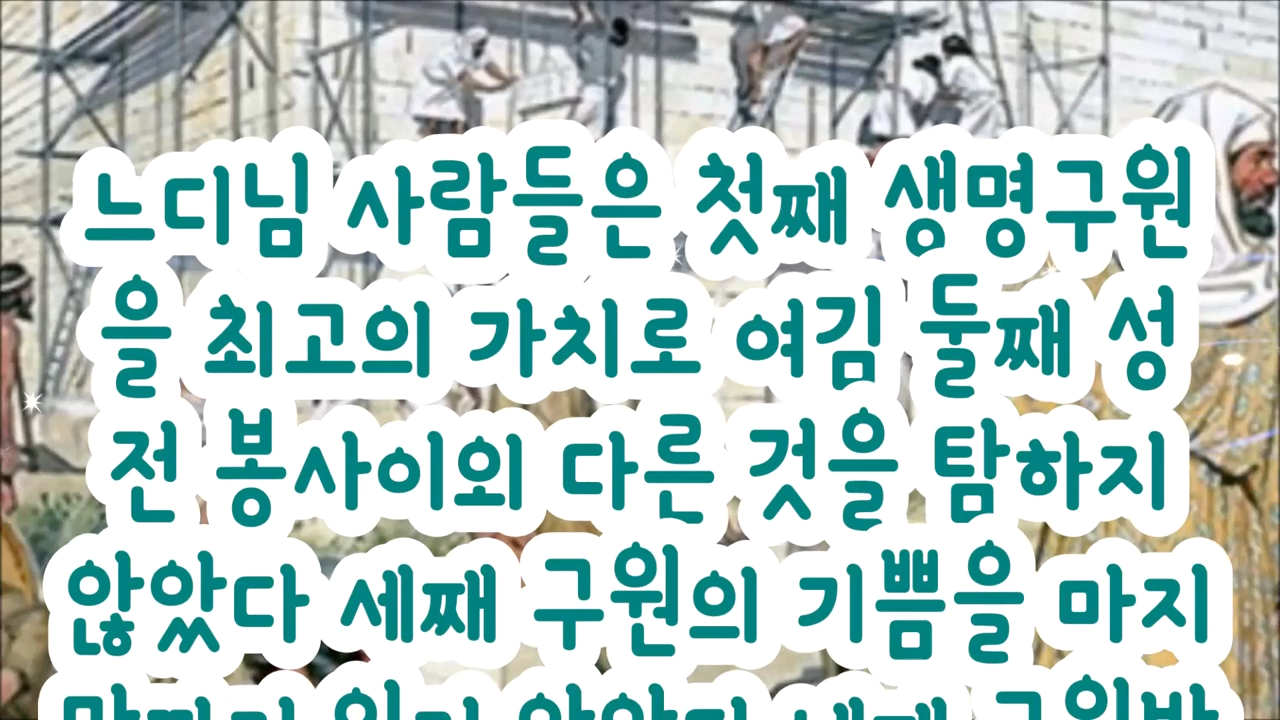 느디님 사람들은 첫째 생명구원
을 최고의 가치로 여김 둘째 성
전 봉사이외 다른 것을 탐하지
않았다 세째 구원의 기쁨을 마지